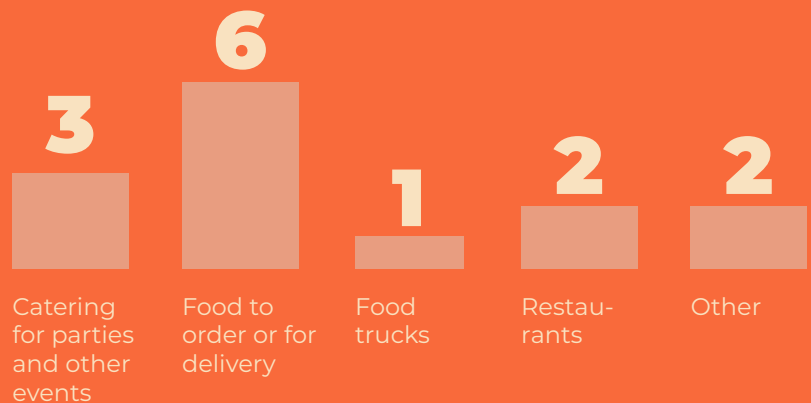 3
6
1
2
2
Catering
for parties
and other
events
Food to
order or for
delivery
Food
trucks
Restau-
rants
Other